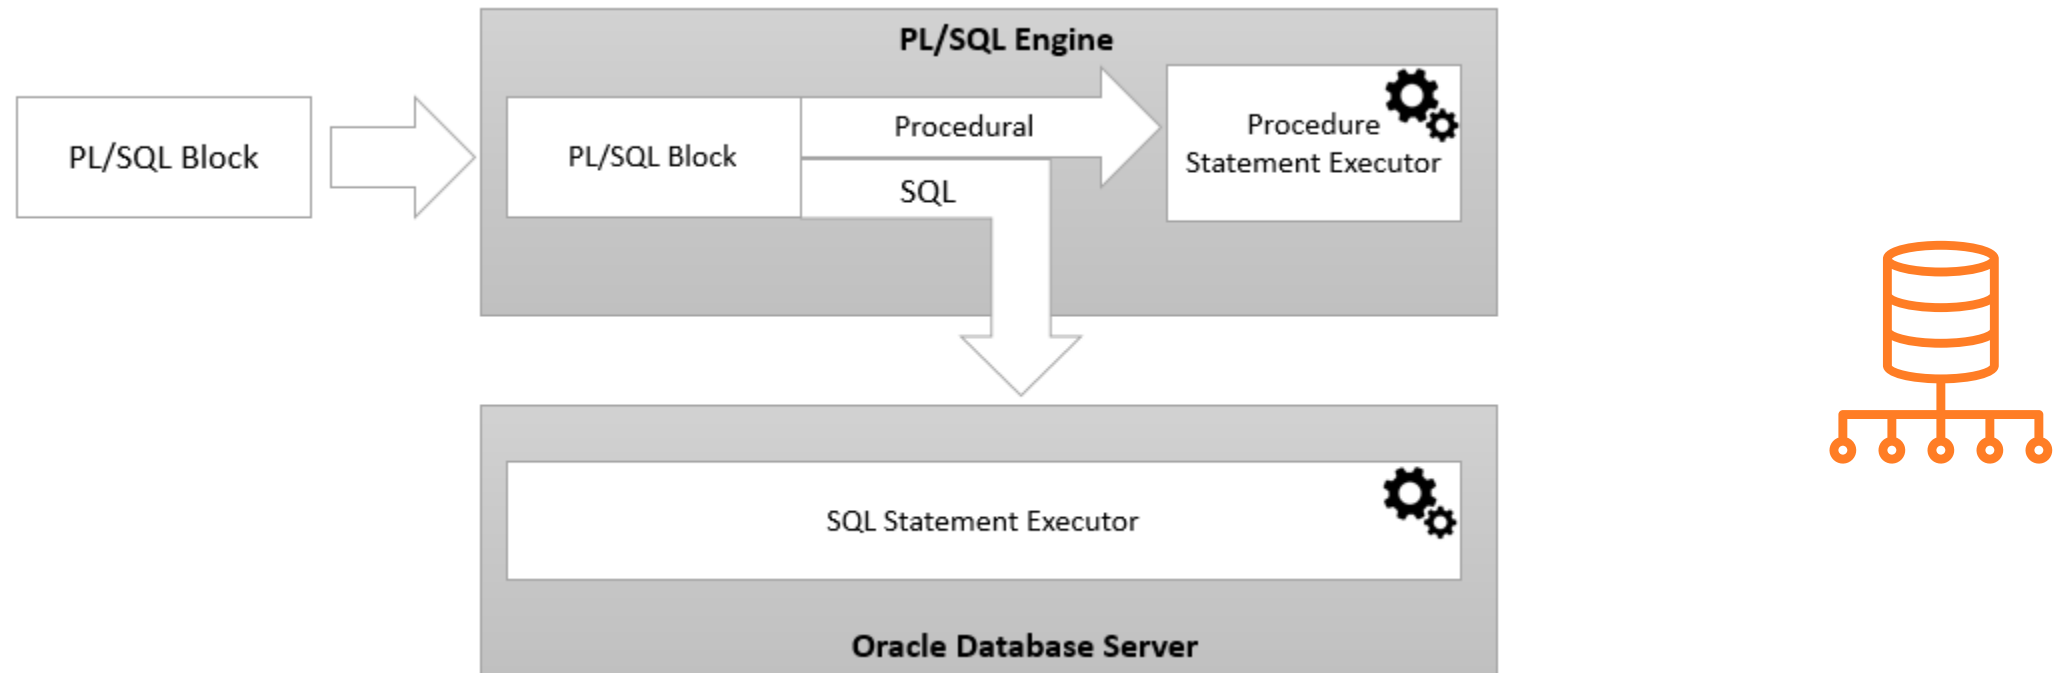 PL/SQL Engine
PL/SQL Block
PL/SQL Block
Procedural
SQL
Procedure
Statement Executor
SQL Statement Executor
Oracle Database Server